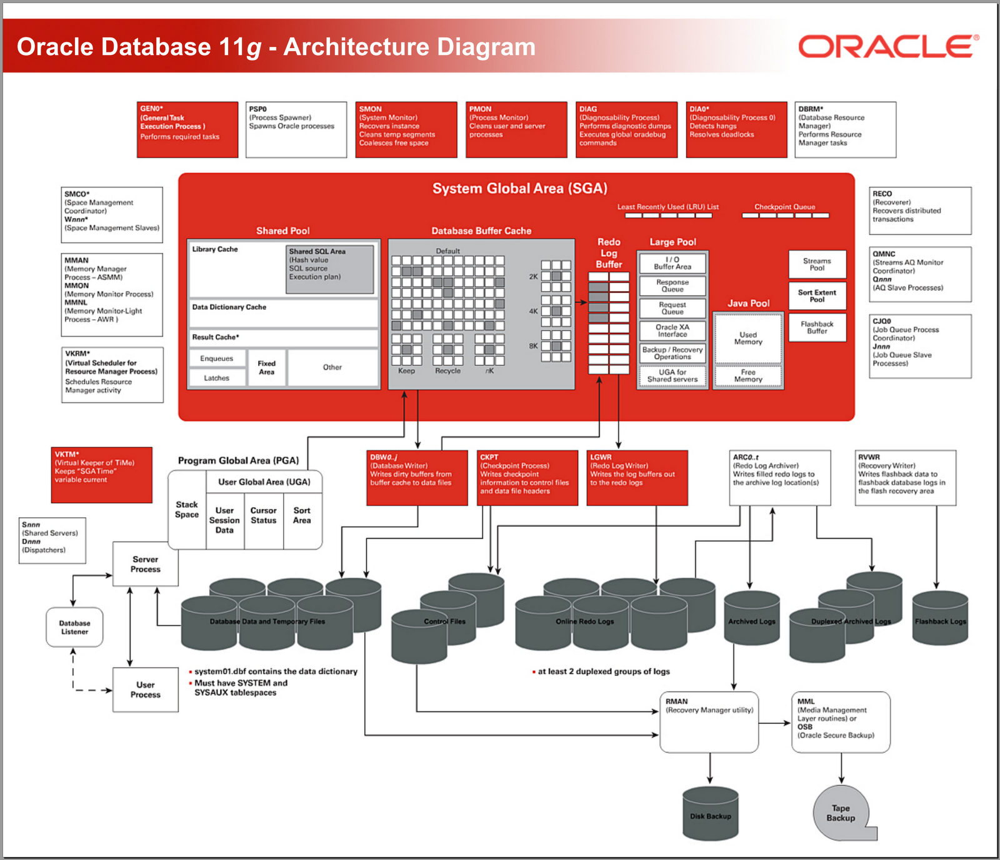 Oracle Database 11g - Architecture Diagram
ORACLE®
GEN0*
(General Task
Execution Process )
Performs required tasks
PSP0
(Process Spawner)
Spawns Oracle processes
SMON
(System Monitor)
Recovers instance
Cleans temp segments
Coalesces free space
PMON
(Process Monitor)
Cleans user and server
processes
DIAG
(Diagnosability Process)
Performs diagnostic dumps
Executes global oradebug
commands
DIA0*
(Diagnosability Process 0)
Detects hangs
Resolves deadlocks
DBRM*
(Database Resource
Manager)
Performs Resource
Manager tasks
SMCO*
(Space Management
Coordinator)
Wnnn*
(Space Management Slaves)
MMAN
(Memory Manager
Process – ASMM)
MMON
(Memory Monitor Process)
MMNL
(Memory Monitor-Light
Process – AWR )
VKRM*
(Virtual Scheduler for
Resource Manager Process)
Schedules Resource
Manager activity
System Global Area (SGA)
Least Recently Used (LRU) List
Checkpoint Queue
Shared Pool
Library Cache
Shared SQL Area
(Hash value
SQL source
Execution plan)
Data Dictionary Cache
Result Cache*
Enqueues
Latches
Fixed
Area
Other
Database Buffer Cache
Default
2K
4K
8K
Keep
Recycle
nK
Redo
Log
Buffer
Large Pool
I / O
Buffer Area
Response
Queue
Request
Queue
Oracle XA
Interface
Backup / Recovery
Operations
UGA for
Shared servers
Java Pool
Used
Memory
Free
Memory
Streams
Pool
Sort Extent
Pool
Flashback
Buffer
RECO
(Recoverer)
Recovers distributed
transactions
QMNC
(Streams AQ Monitor
Coordinator)
Qnnn
(AQ Slave Processes)
CJQ0
(Job Queue Process
Coordinator)
Jnnn
(Job Queue Slave
Processes)
VKTM*
(Virtual Keeper of TiMe)
Keeps "SGA Time"
variable current
Program Global Area (PGA)
Stack
Space
User Global Area (UGA)
User
Session
Data
Cursor
Status
Sort
Area
DBW0..j
(Database Writer)
Writes dirty buffers from
buffer cache to data files
CKPT
(Checkpoint Process)
Writes checkpoint
information to control files
and data file headers
LGWR
(Redo Log Writer)
Writes the log buffers out
to the redo logs
ARC0..t
(Redo Log Archiver)
Writes filled redo logs to
the archive log location(s)
RVWR
(Recovery Writer)
Writes flashback data to
flashback database logs in
the flash recovery area
Snnn
(Shared Servers)
Dnnn
(Dispatchers)
Server
Process
Database
Listener
User
Process
Database Data and Temporary Files
Control Files
Online Redo Logs
Archived Logs
Duplexed Archived Logs
Flashback Logs
▪ system01.dbf contains the data dictionary
▪ Must have SYSTEM and
SYSAUX tablespaces
▪ at least 2 duplexed groups of logs
RMAN
(Recovery Manager utility)
MML
(Media Management
Layer routines) or
OSB
(Oracle Secure Backup)
Disk Backup
Tape
Backup